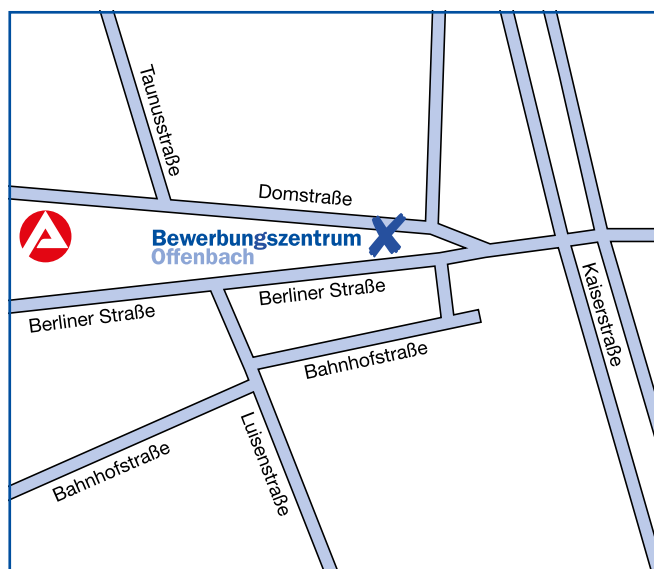 Taunusstraße
Domstraße
Bewerbungszentrum
Offenbach
Berliner Straße
Berliner Straße
Kaiserstraße
Bahnhofstraße
Bahnhofstraße
Luisenstraße